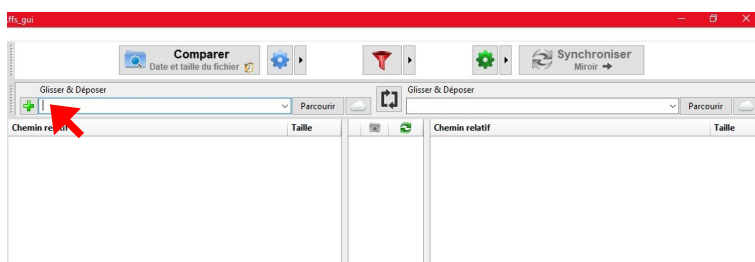 .ffs_gui
Comparer
Date et taille du fichier
Synchroniser
Miroir
Glisser & Déposer
Glisser & Déposer
Parcourir
Parcourir
Chemin relatif
Taille
Chemin relatif
Taille